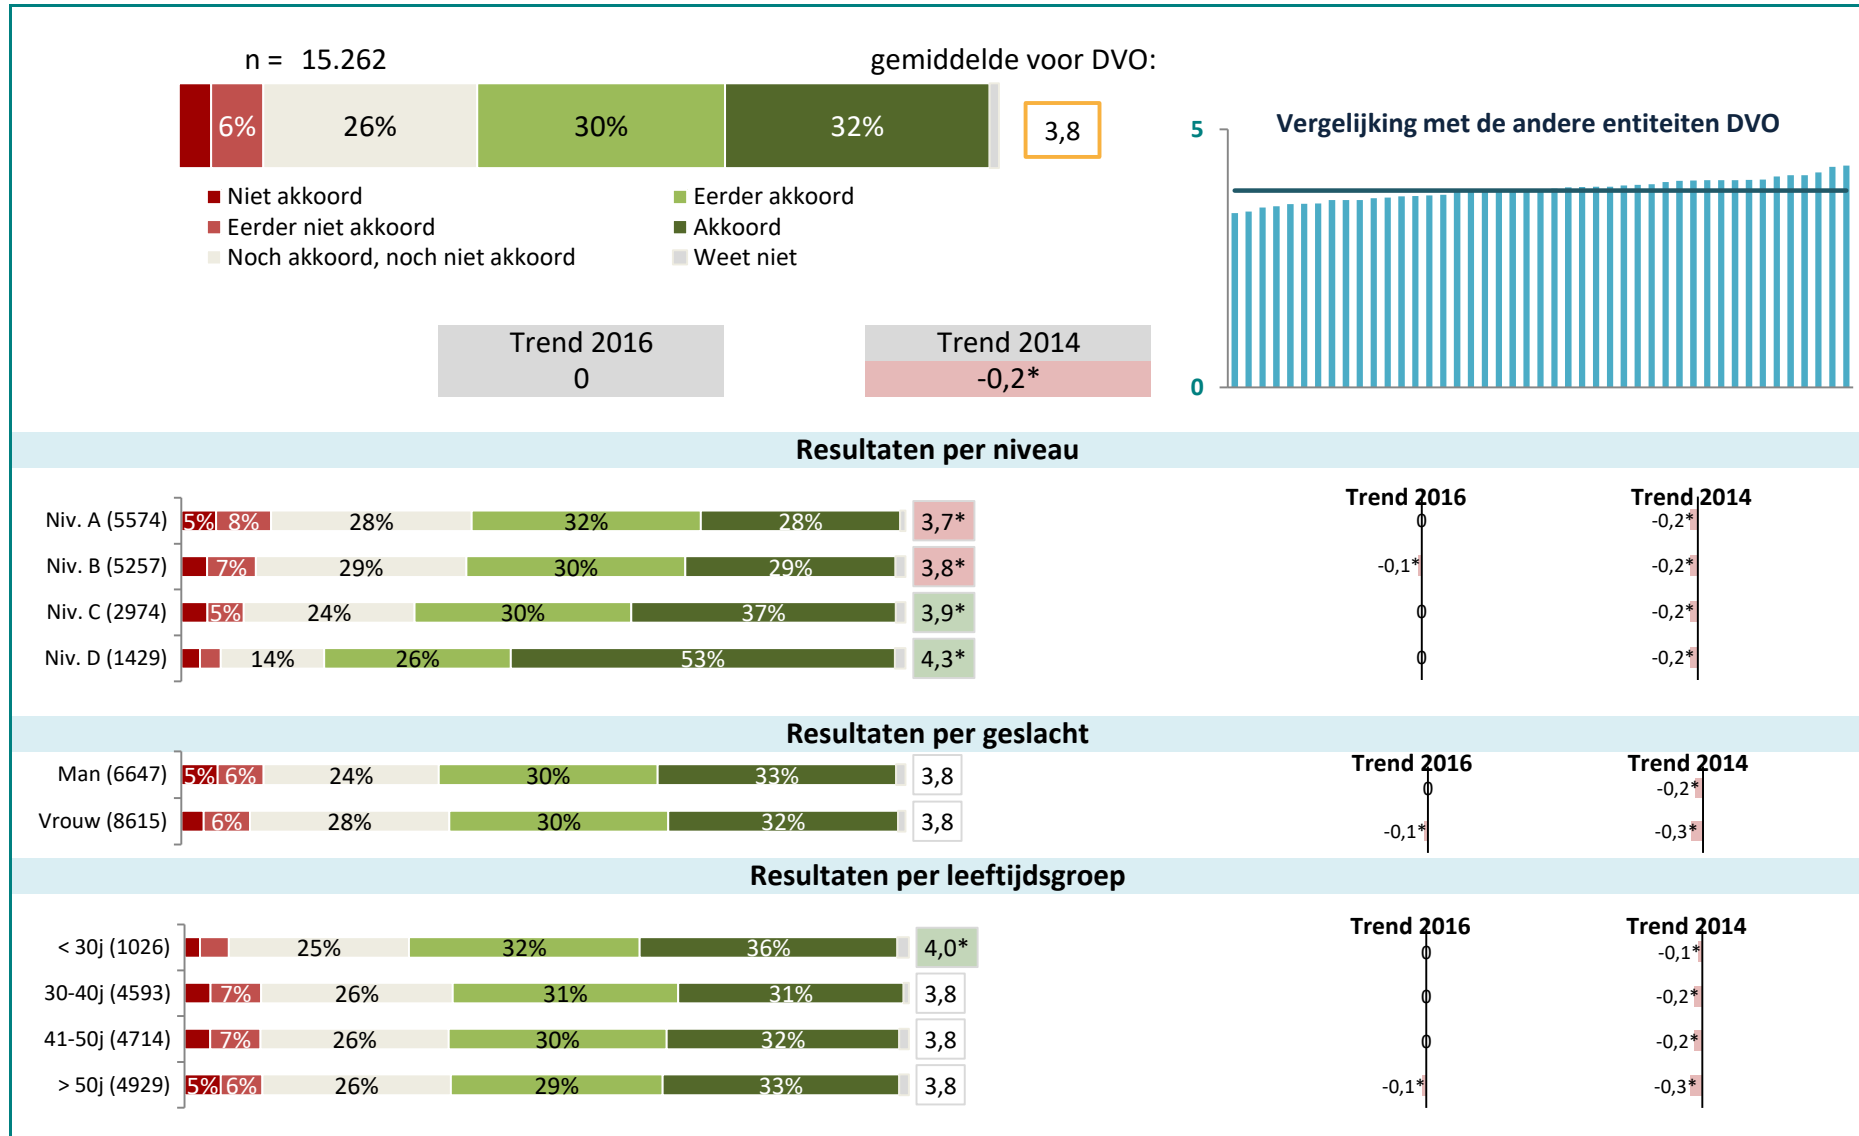 n = 15.262
gemiddelde voor DVO:
6% 26% 30% 32%
3,8
Niet akkoord
Eerder akkoord
Eerder niet akkoord
Akkoord
Noch akkoord, noch niet akkoord
Weet niet
Trend 2016
0
Trend 2014
-0,2*
Vergelijking met de andere entiteiten DVO
5
0
Resultaten per niveau
Trend 2016 Trend 2014
Niv. A (5574) 5% 8% 28% 32% 28% 3,7* 0 -0,2*
Niv. B (5257) 7% 29% 30% 29% 3,8* -0,1* -0,2*
Niv. C (2974) 5% 24% 30% 37% 3,9* 0 -0,2*
Niv. D (1429) 14% 26% 53% 4,3* 0 -0,2*
Resultaten per geslacht
Trend 2016 Trend 2014
Man (6647) 5% 6% 24% 30% 33% 3,8 0 -0,2*
Vrouw (8615) 6% 28% 30% 32% 3,8 -0,1* -0,3*
Resultaten per leeftijdsgroep
Trend 2016 Trend 2014
< 30j (1026) 25% 32% 36% 4,0* 0 -0,1*
30-40j (4593) 7% 26% 31% 31% 3,8 0 -0,2*
41-50j (4714) 7% 26% 30% 32% 3,8 0 -0,2*
> 50j (4929) 5% 6% 26% 29% 33% 3,8 -0,1* -0,3*